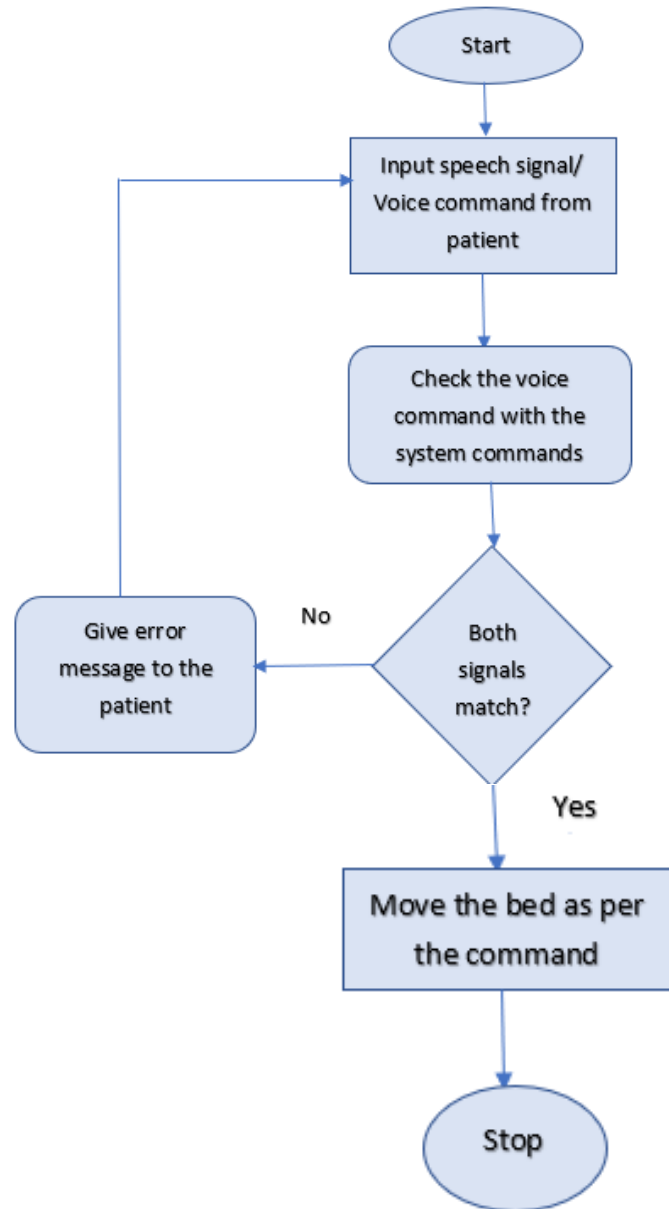 Start
Input speech signal/
Voice command from
patient
Check the voice
command with the
system commands
No
Give error
message to the
patient
Both
signals
match?
Yes
Move the bed as per
the command
Stop